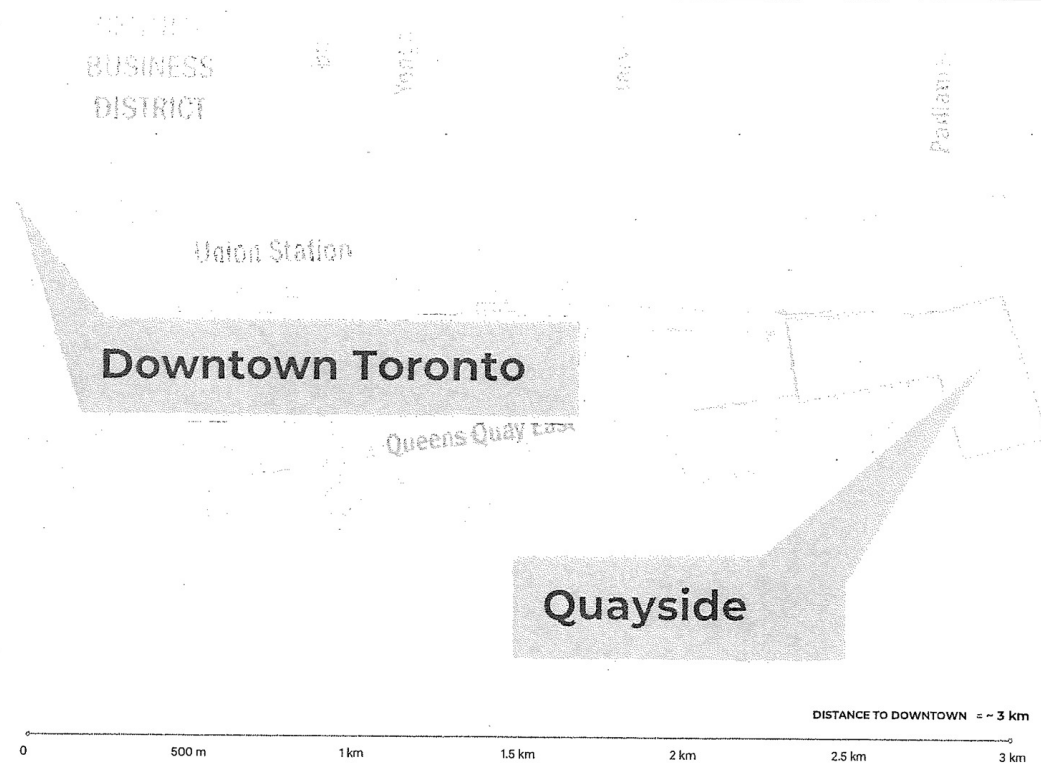 BUSINESS
DISTRICT
Union Station
Downtown Toronto
Queens Quay East
Quayside
DISTANCE TO DOWNTOWN = ~ 3 km
0 500 m 1 km 1.5 km 2 km 2.5 km 3 km